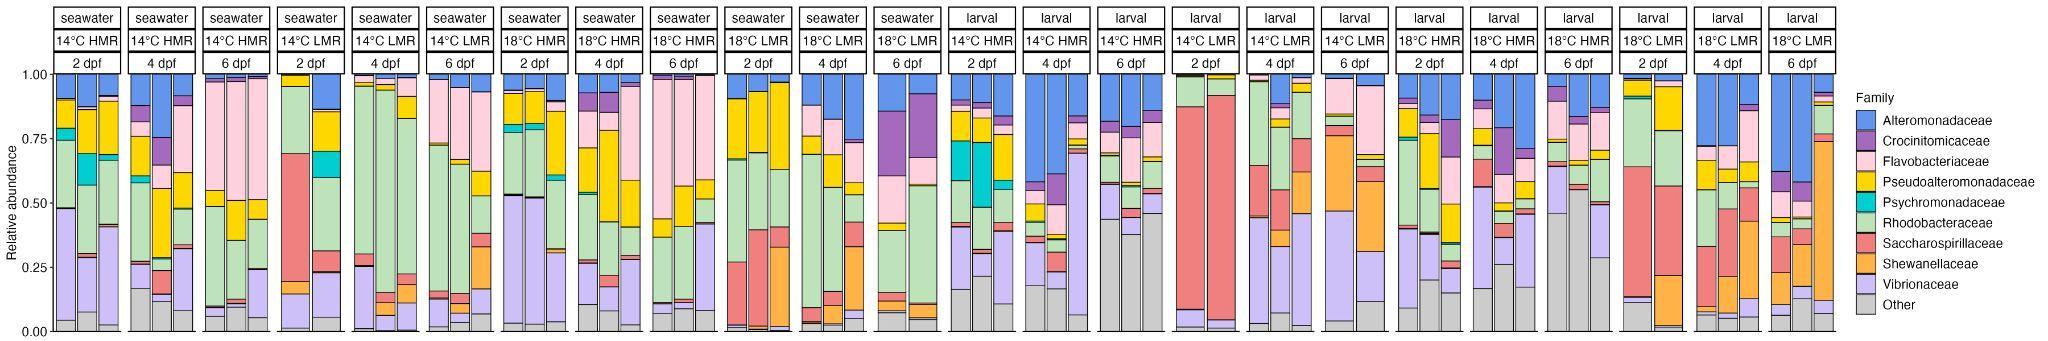 seawater seawater seawater seawater seawater seawater seawater seawater seawater seawater seawater seawater larval larval larval larval larval larval larval larval larval larval larval larval
14°C HMR 14°C HMR 14°C HMR 14°C LMR 14°C LMR 14°C LMR 18°C HMR 18°C HMR 18°C HMR 18°C LMR 18°C LMR 18°C LMR 14°C HMR 14°C HMR 14°C HMR 14°C LMR 14°C LMR 14°C LMR 18°C HMR 18°C HMR 18°C HMR 18°C LMR 18°C LMR 18°C LMR
2 dpf 4 dpf 6 dpf 2 dpf 4 dpf 6 dpf 2 dpf 4 dpf 6 dpf 2 dpf 4 dpf 6 dpf 2 dpf 4 dpf 6 dpf 2 dpf 4 dpf 6 dpf 2 dpf 4 dpf 6 dpf 2 dpf 4 dpf 6 dpf
1.00
0.75
0.50
0.25
0.00
Relative abundance
Family
Alteromonadaceae
Crocinitomicaceae
Flavobacteriaceae
Pseudoalteromonadaceae
Psychromonadaceae
Rhodobacteraceae
Saccharospirillaceae
Shewanellaceae
Vibrionaceae
Other